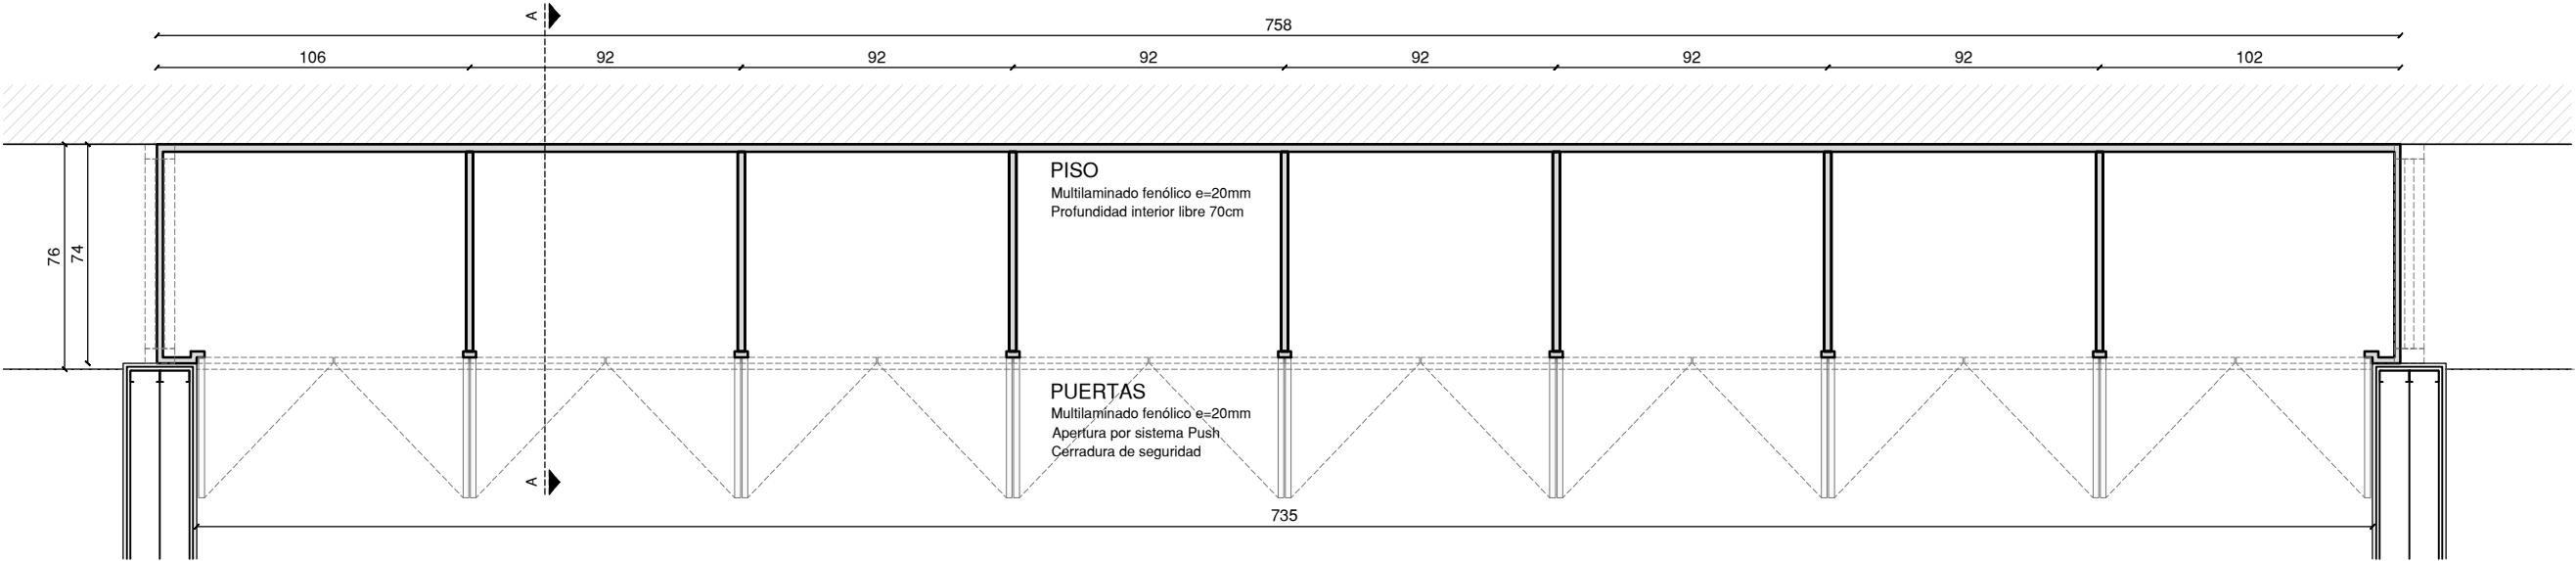 A
758
106 92 92 92 92 92 92 102
PISO
Multilaminado fenólico e=20mm
Profundidad interior libre 70cm
76
74
PUERTAS
Multilaminado fenólico e=20mm
Apertura por sistema Push
Cerradura de seguridad
A
735